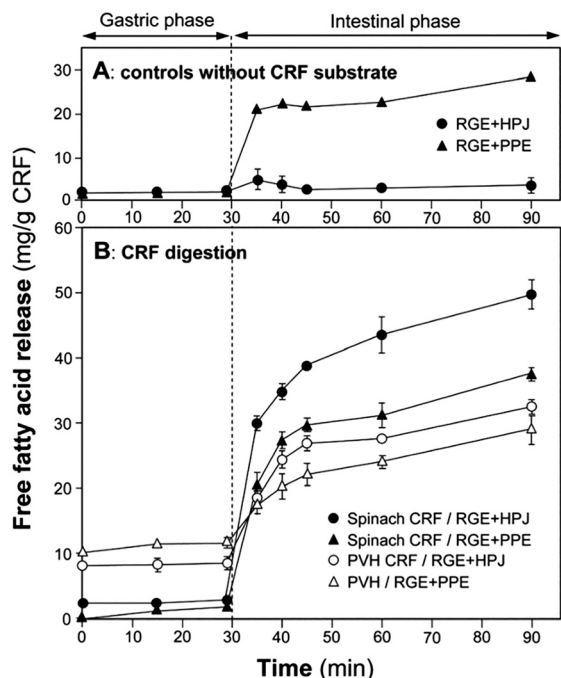 Gastric phase Intestinal phase
A: controls without CRF substrate
30
20
10
0
RGE+HPJ
RGE+PPE
0 10 20 30 40 50 60 70 80 90
B: CRF digestion
60
50
40
30
20
10
0
Spinach CRF / RGE+HPJ
Spinach CRF / RGE+PPE
PVH CRF / RGE+HPJ
PVH / RGE+PPE
0 10 20 30 40 50 60 70 80 90
Time (min)
Free fatty acid release (mg/g CRF)